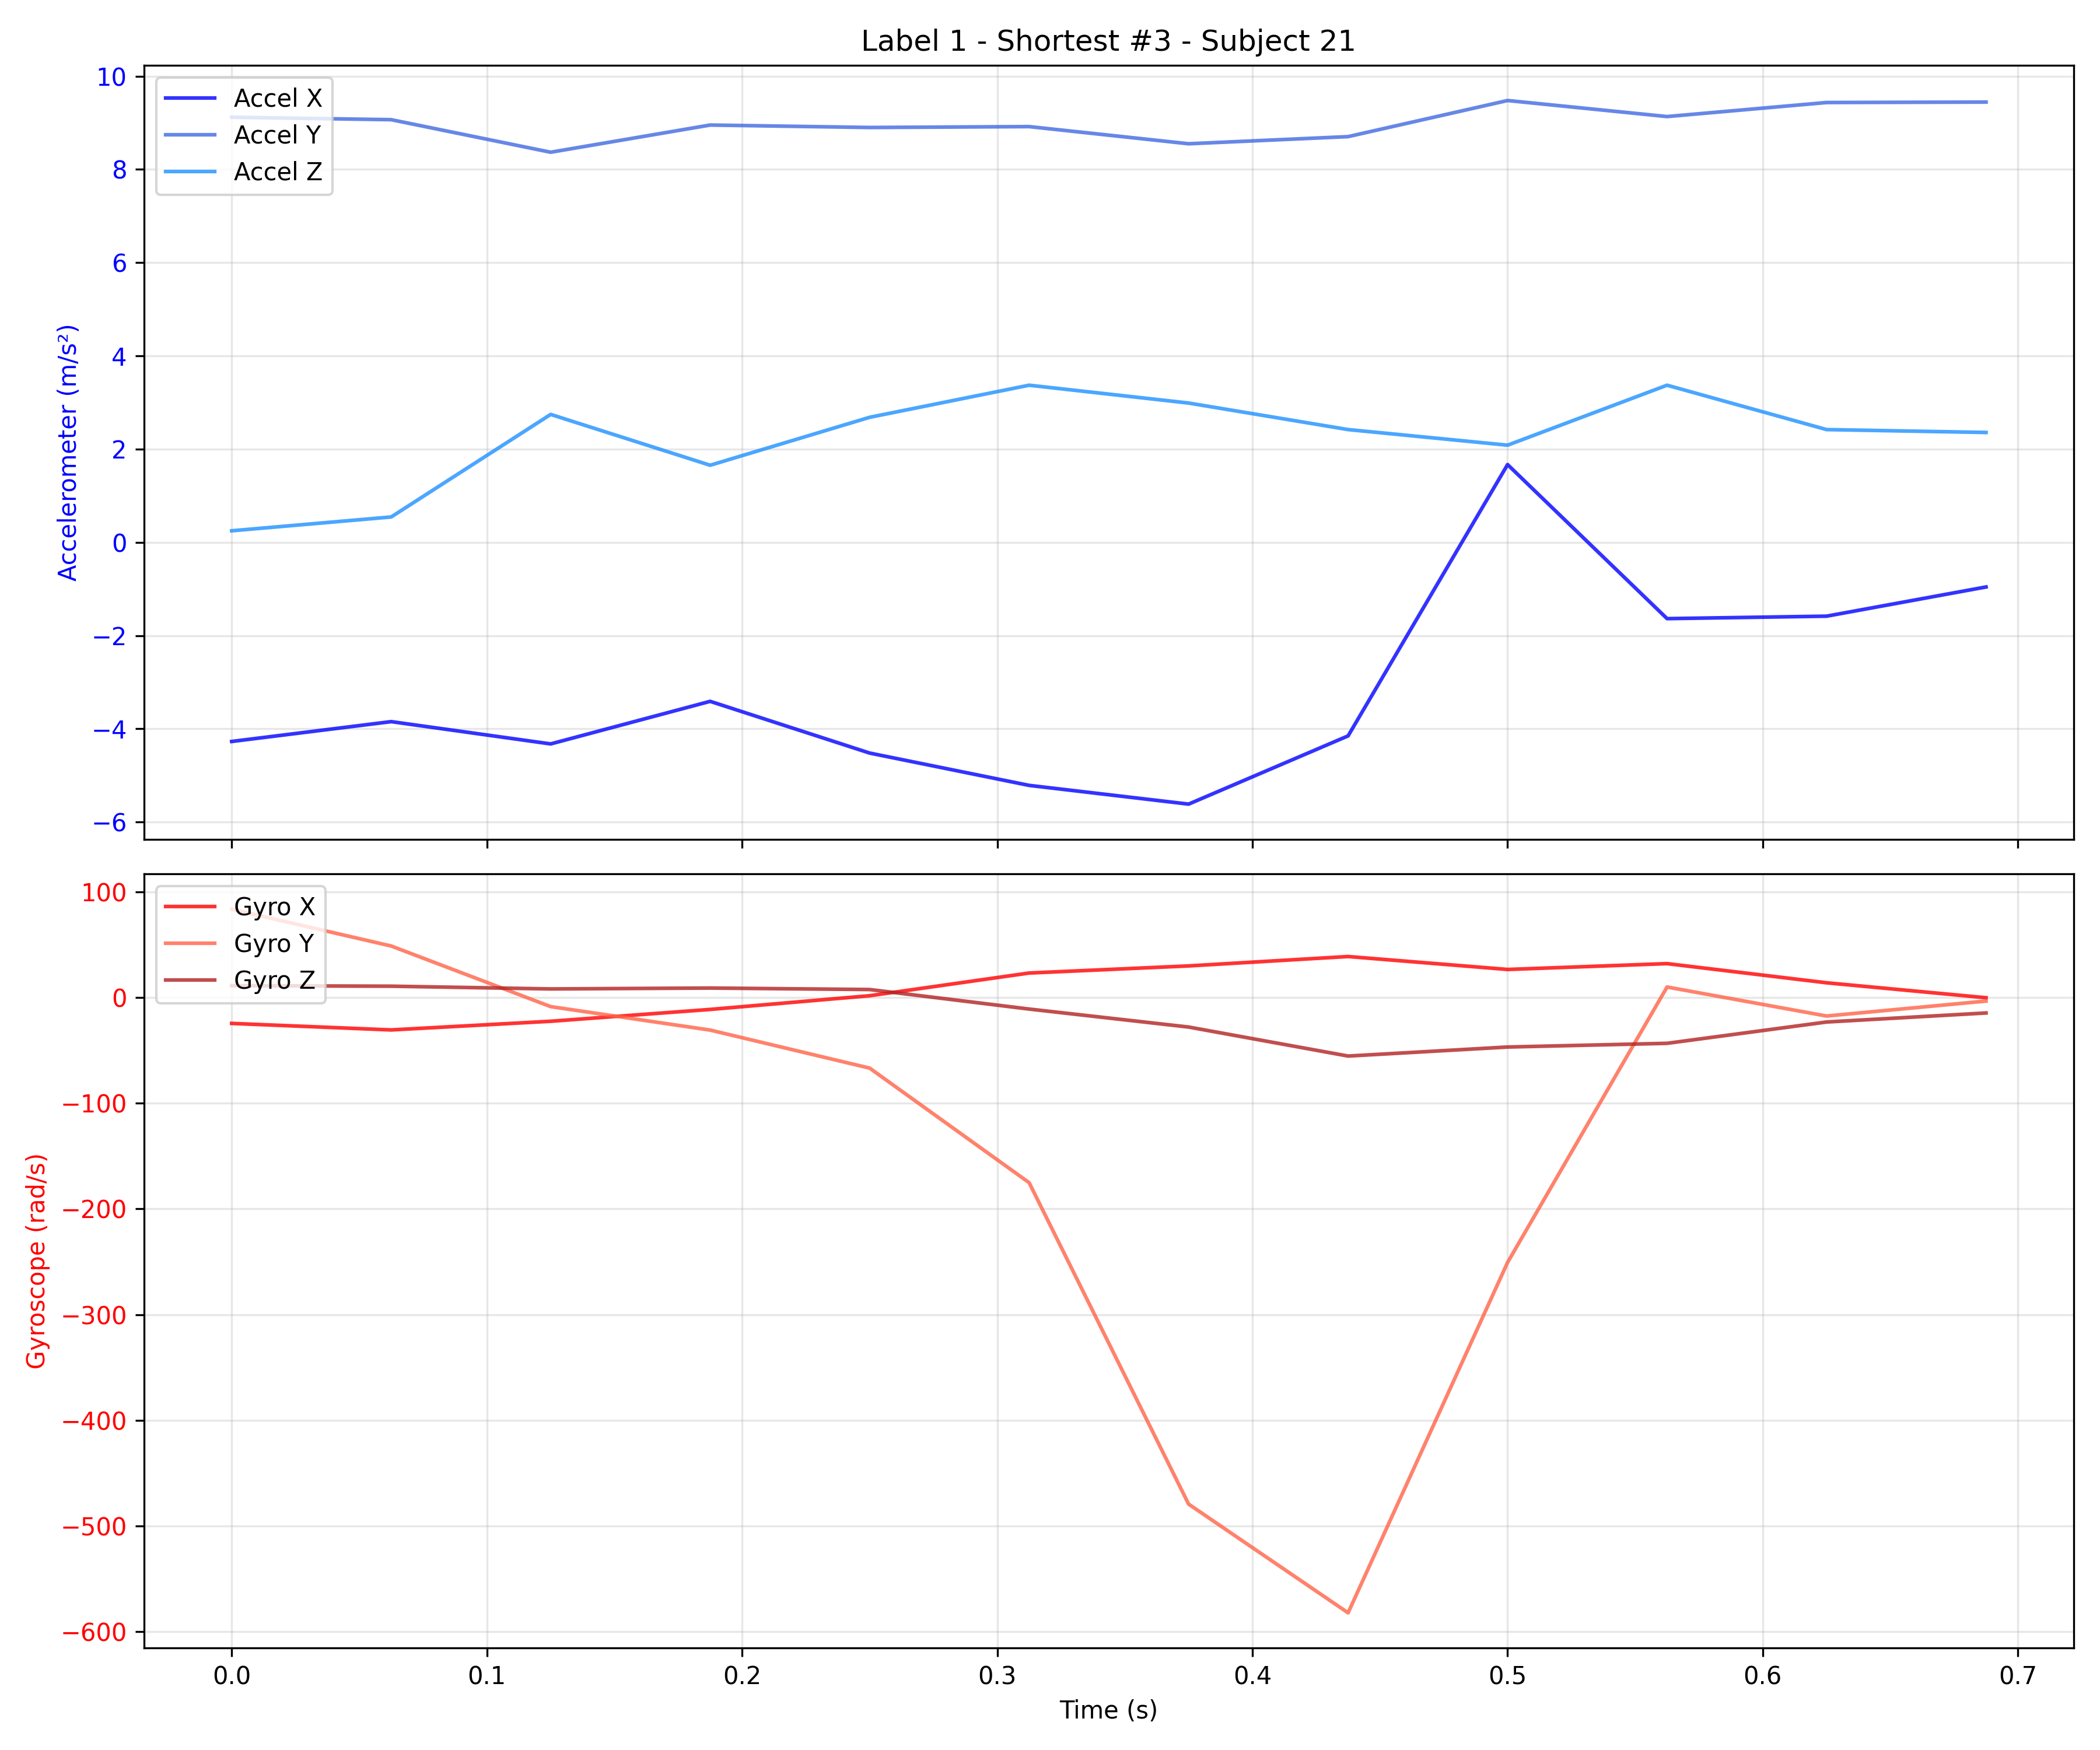 Label 1 - Shortest #3 - Subject 21
10
8
6
4
2
0
−2
−4
−6
Accelerometer (m/s²)
Accel X
Accel Y
Accel Z
100
0
−100
−200
−300
−400
−500
−600
Gyroscope (rad/s)
Gyro X
Gyro Y
Gyro Z
0.0 0.1 0.2 0.3 0.4 0.5 0.6 0.7
Time (s)